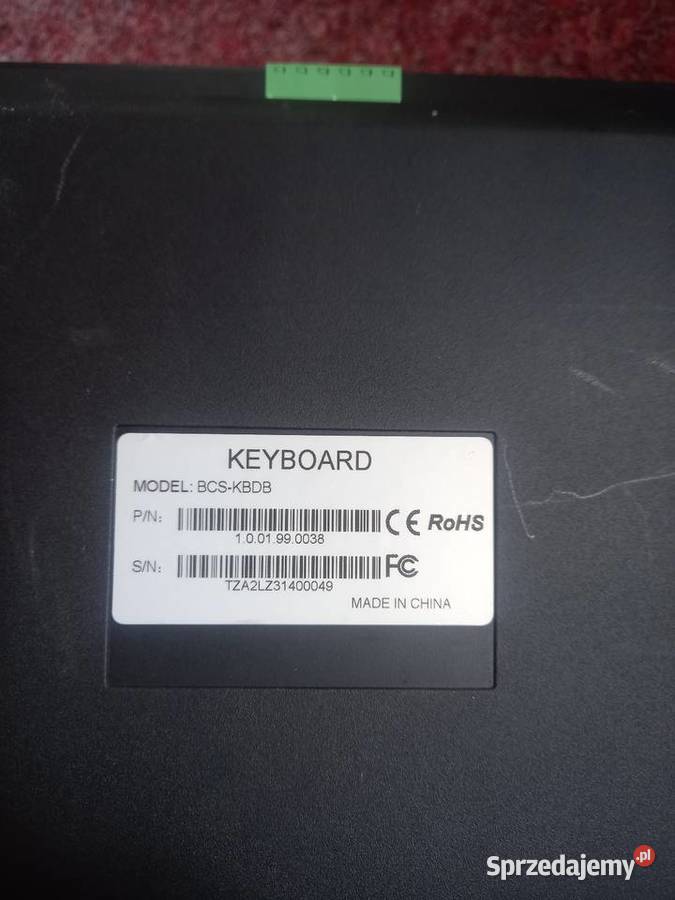 KEYBOARD
MODEL: BCS-KBDB
P/N:
CE RoHS
1.0.01.99.0038
S/N:
FC
TZA2LZ31400049
MADE IN CHINA
Sprzedajemy.pl